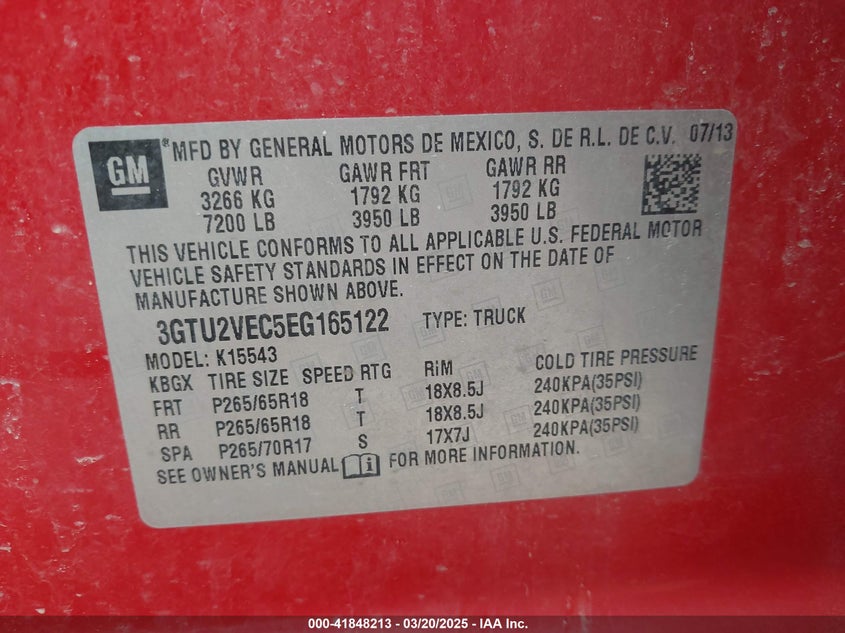 GM ® MFD BY GENERAL MOTORS DE MEXICO, S. DE R.L. DE C.V. 07/13
GVWR GAWR FRT GAWR RR
3266 KG 1792 KG 1792 KG
7200 LB 3950 LB 3950 LB
THIS VEHICLE CONFORMS TO ALL APPLICABLE U.S. FEDERAL MOTOR
VEHICLE SAFETY STANDARDS IN EFFECT ON THE DATE OF
MANUFACTURE SHOWN ABOVE.
3GTU2VEC5EG165122 TYPE: TRUCK
MODEL: K15543
KBGX TIRE SIZE SPEED RTG RiM COLD TIRE PRESSURE
FRT P265/65R18 T 18X8.5J 240KPA(35PSI)
RR P265/65R18 T 18X8.5J 240KPA(35PSI)
SPA P265/70R17 S 17X7J 240KPA(35PSI)
SEE OWNER'S MANUAL FOR MORE INFORMATION.
000-41848213 - 03/20/2025 - IAA Inc.